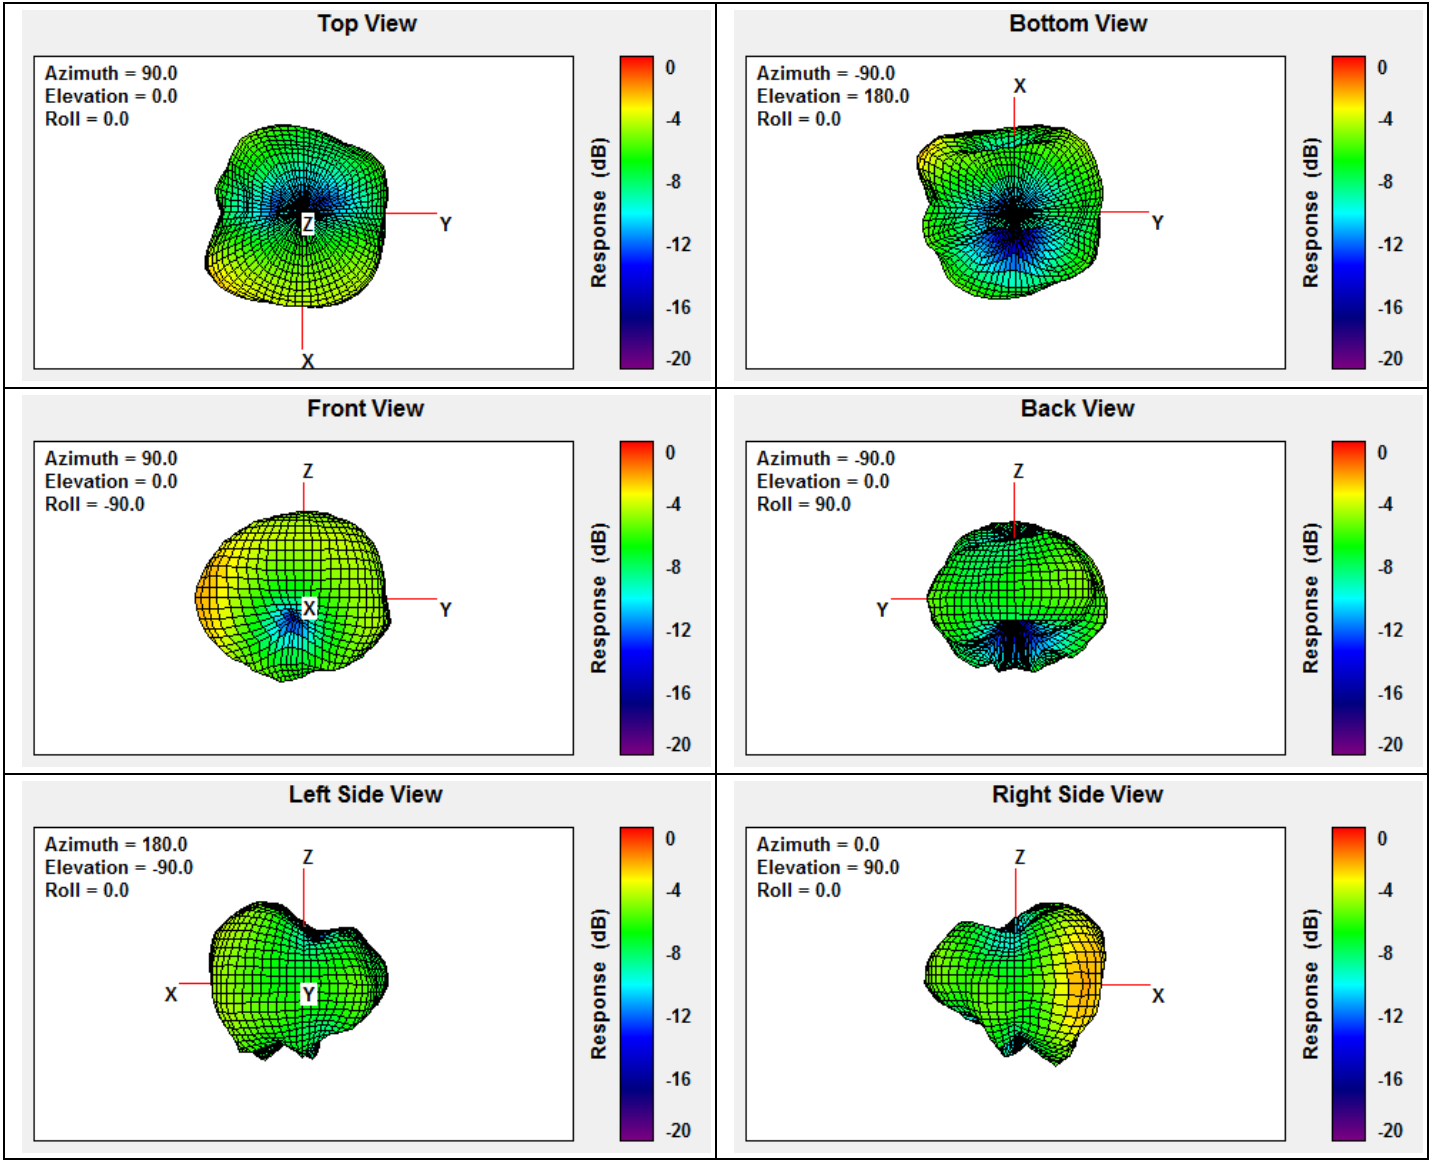 Top View
Azimuth = 90.0
Elevation = 0.0
Roll = 0.0
Z
Y
X
Response (dB)
0
-4
-8
-12
-16
-20
Bottom View
Azimuth = -90.0
Elevation = 180.0
Roll = 0.0
X
Y
Response (dB)
0
-4
-8
-12
-16
-20
Front View
Azimuth = 90.0
Elevation = 0.0
Roll = -90.0
Z
X
Y
Response (dB)
0
-4
-8
-12
-16
-20
Back View
Azimuth = -90.0
Elevation = 0.0
Roll = 90.0
Z
Y
Response (dB)
0
-4
-8
-12
-16
-20
Left Side View
Azimuth = 180.0
Elevation = -90.0
Roll = 0.0
Z
X
Y
Response (dB)
0
-4
-8
-12
-16
-20
Right Side View
Azimuth = 0.0
Elevation = 90.0
Roll = 0.0
Z
X
Response (dB)
0
-4
-8
-12
-16
-20